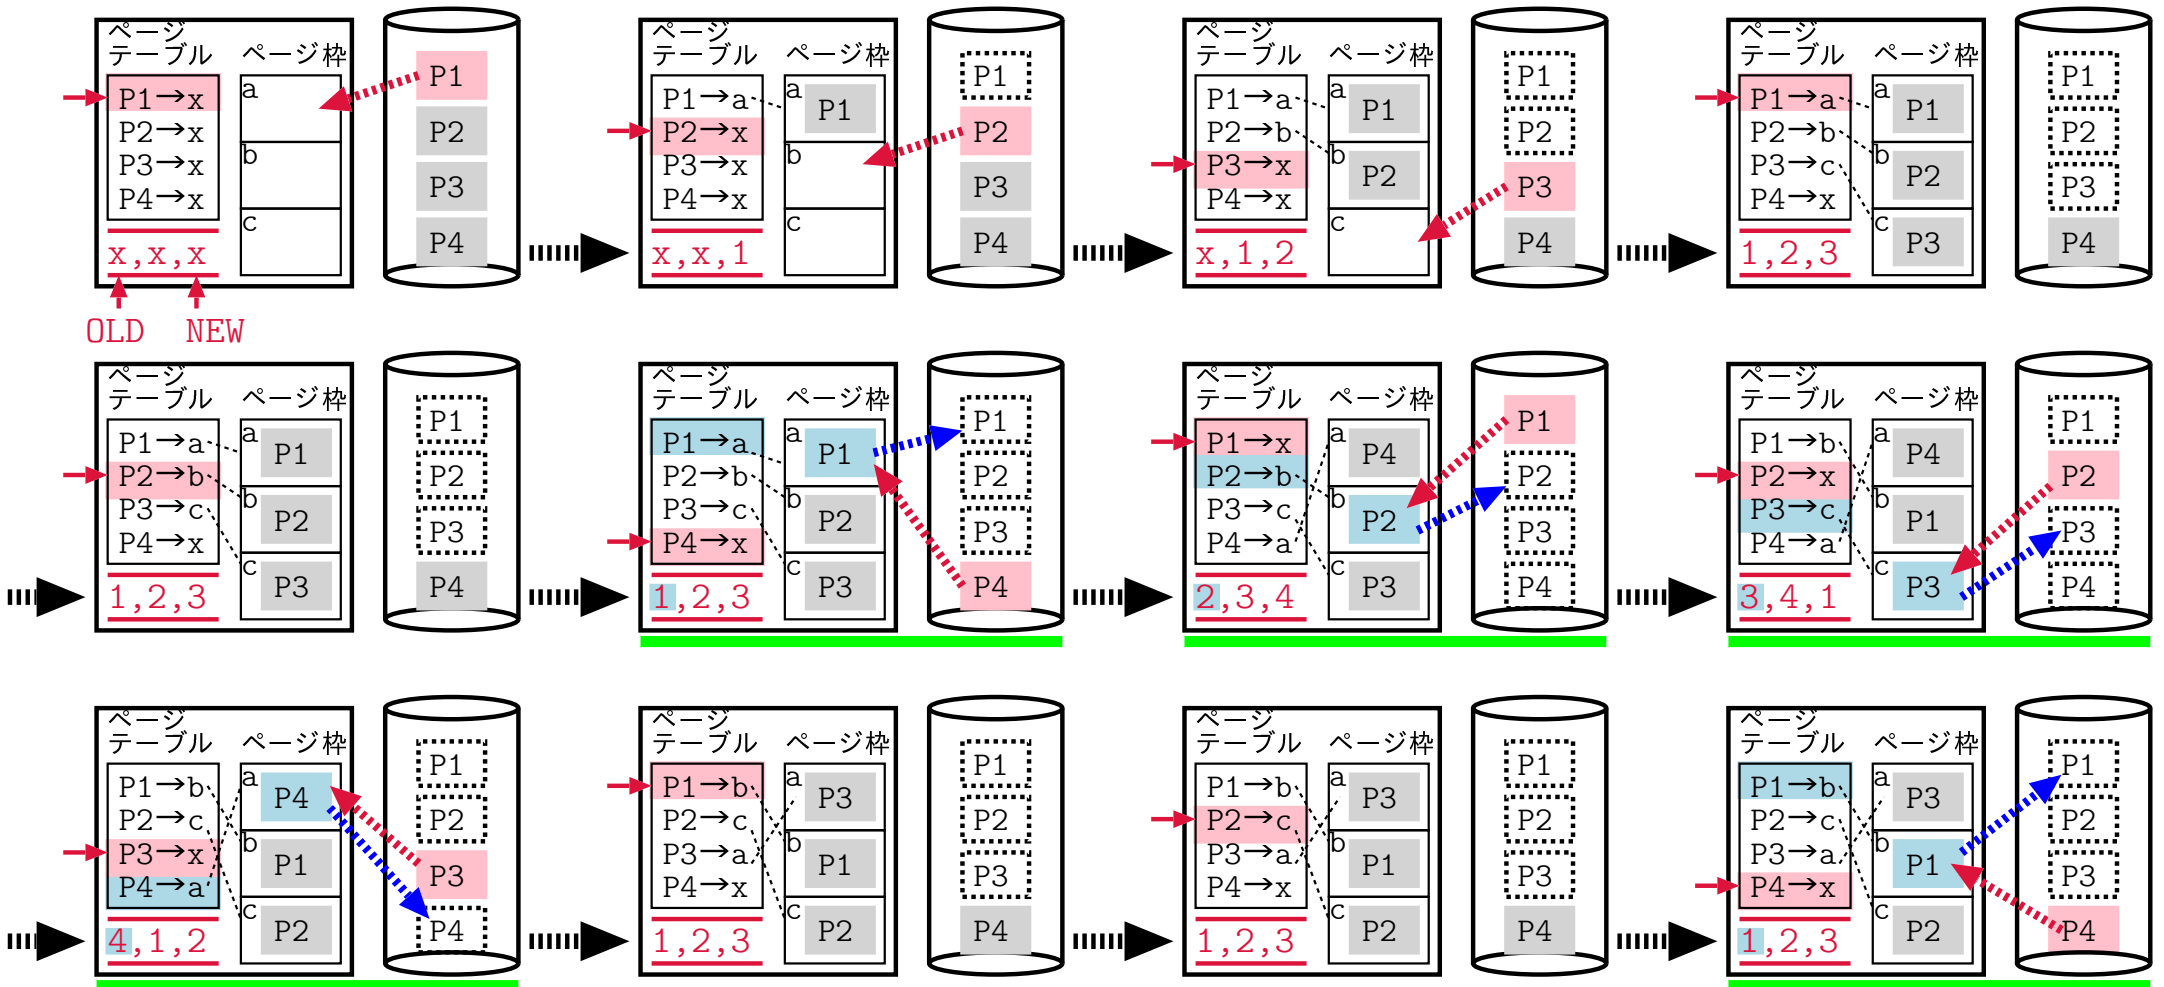 ページ
テーブル
ページ枠
P1→x
P2→x
P3→x
P4→x
x,x,x
OLD
NEW
a
b
c
P1
P2
P3
P4
ページ
テーブル
ページ枠
P1→a
P2→x
P3→x
P4→x
x,x,1
a
P1
b
c
P1
P2
P3
P4
ページ
テーブル
ページ枠
P1→a
P2→b
P3→x
P4→x
x,1,2
a
P1
b
P2
c
P1
P2
P3
P4
ページ
テーブル
ページ枠
P1→a
P2→b
P3→c
P4→x
1,2,3
a
P1
b
P2
c
P3
P1
P2
P3
P4
ページ
テーブル
ページ枠
P1→a
P2→b
P3→c
P4→x
1,2,3
a
P1
b
P2
c
P3
P1
P2
P3
P4
ページ
テーブル
ページ枠
P1→a
P2→b
P3→c
P4→x
1,2,3
a
P1
b
P2
c
P3
P1
P2
P3
P4
ページ
テーブル
ページ枠
P1→x
P2→b
P3→c
P4→a
2,3,4
a
P4
b
P2
c
P3
P1
P2
P3
P4
ページ
テーブル
ページ枠
P1→b
P2→x
P3→c
P4→a
3,4,1
a
P4
b
P1
c
P3
P1
P2
P3
P4
ページ
テーブル
ページ枠
P1→b
P2→c
P3→x
P4→a
4,1,2
a
P4
b
P1
c
P2
P1
P2
P3
P4
ページ
テーブル
ページ枠
P1→b
P2→c
P3→a
P4→x
1,2,3
a
P3
b
P1
c
P2
P1
P2
P3
P4
ページ
テーブル
ページ枠
P1→b
P2→c
P3→a
P4→x
1,2,3
a
P3
b
P1
c
P2
P1
P2
P3
P4
ページ
テーブル
ページ枠
P1→b
P2→c
P3→a
P4→x
1,2,3
a
P3
b
P1
c
P2
P1
P2
P3
P4